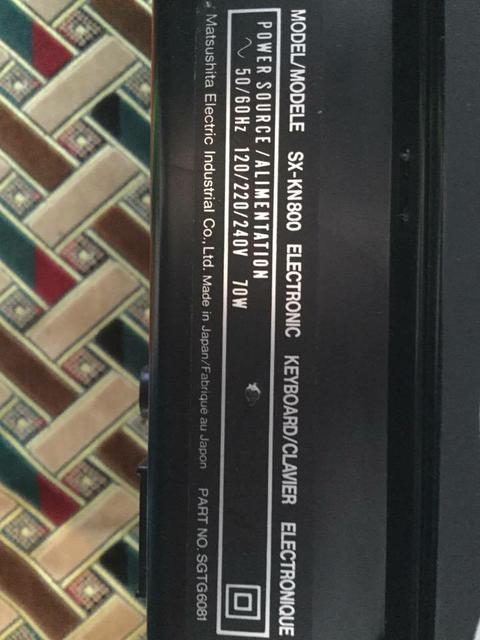 MODEL/MODELE SX-KN800 ELECTRONIC KEYBOARD/CLAVIER ELECTRONIQUE
POWER SOURCE/ALIMENTATION
50/60Hz 120/220/240V 70W
Matsushita Electric Industrial Co., Ltd. Made in Japan/Fabrique au Japon PART NO. SGTG6081